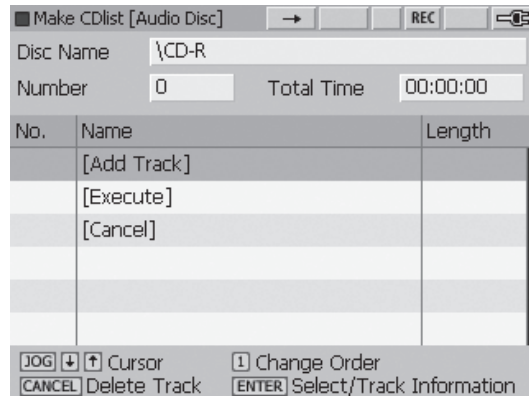 Make CDlist [Audio Disc] → REC
Disc Name \CD-R
Number 0 Total Time 00:00:00
No. Name Length
[Add Track]
[Execute]
[Cancel]
JOG ↓ ↑ Cursor 1 Change Order
CANCEL Delete Track ENTER Select/Track Information